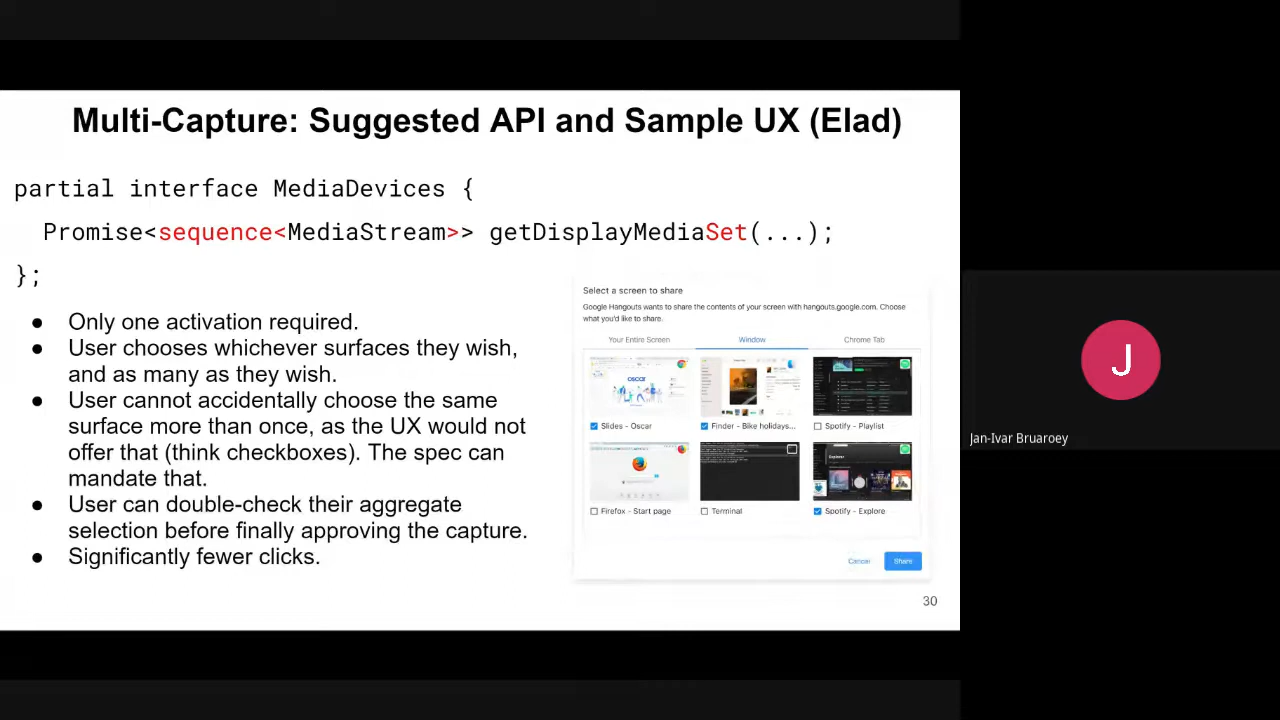 Multi-Capture: Suggested API and Sample UX (Elad)
partial interface MediaDevices {
Promise<sequence<MediaStream>> getDisplayMediaSet(...);
};
● Only one activation required.
● User chooses whichever surfaces they wish,
and as many as they wish.
● User cannot accidentally choose the same
surface more than once, as the UX would not
offer that (think checkboxes). The spec can
mandate that.
● User can double-check their aggregate
selection before finally approving the capture.
● Significantly fewer clicks.
Select a screen to share
Google Hangouts wants to share the contents of your screen with hangouts.google.com. Choose
what you'd like to share.
Your Entire Screen Window Chrome Tab
OSCAR
Slides - Oscar Finder - Bike holidays... Spotify - Playlist
Firefox - Start page Terminal Spotify - Explore
Cancel Share
30
J
Jan-Ivar Bruaroey